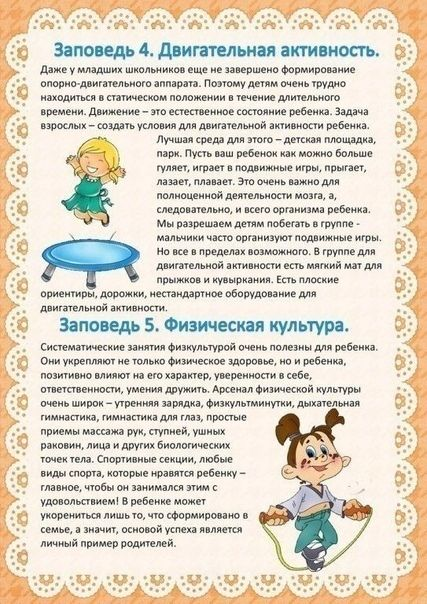 Заповедь 4. Двигательная активность.
Даже у младших школьников еще не завершено формирование
опорно-двигательного аппарата. Поэтому детям очень трудно
находиться в статическом положении в течение длительного
времени. Движение – это естественное состояние ребенка. Задача
взрослых – создать условия для двигательной активности ребенка.
Лучшая среда для этого – детская площадка,
парк. Пусть ваш ребенок как можно больше
гуляет, играет в подвижные игры, прыгает,
лазает, плавает. Это очень важно для
полноценной деятельности мозга, а,
следовательно, и всего организма ребенка.
Мы разрешаем детям побегать в группе -
мальчики часто организуют подвижные игры.
Но все в пределах возможного. В группе для
двигательной активности есть мягкий мат для
прыжков и кувыркания. Есть плоские
ориентиры, дорожки, нестандартное оборудование для
двигательной активности.
Заповедь 5. Физическая культура.
Систематические занятия физкультурой очень полезны для ребенка.
Они укрепляют не только физическое здоровье, но и ребенка,
позитивно влияют на его характер, уверенности в себе,
ответственности, умения дружить. Арсенал физической культуры
очень широк – утренняя зарядка, физкультминутки, дыхательная
гимнастика, гимнастика для глаз, простые
приемы массажа рук, ступней, ушных
раковин, лица и других биологических
точек тела. Спортивные секции, любые
виды спорта, которые нравятся ребенку –
главное, чтобы он занимался этим с
удовольствием! В ребенке может
укорениться лишь то, что сформировано в
семье, а значит, основой успеха является
личный пример родителей.